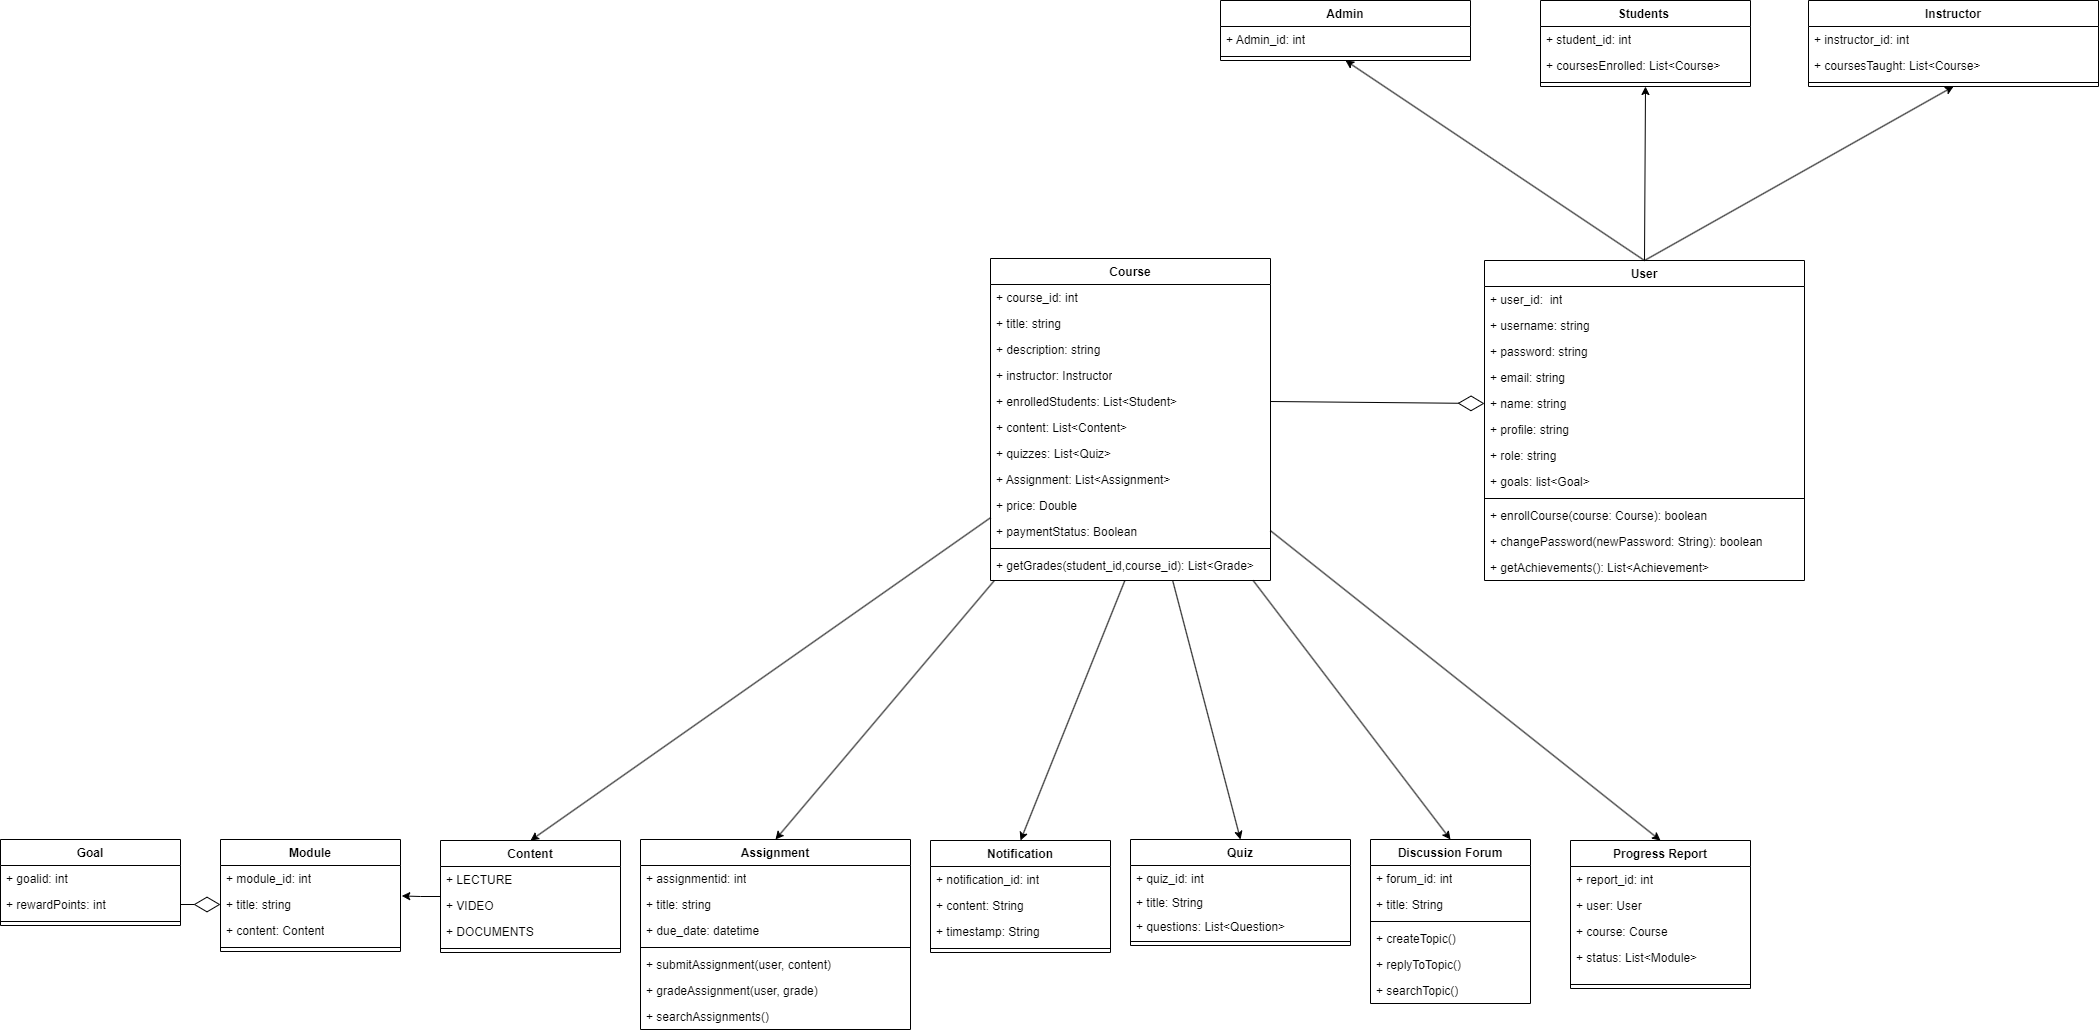 Admin
+ Admin_id: int
Students
+ student_id: int
+ coursesEnrolled: List<Course>
Instructor
+ instructor_id: int
+ coursesTaught: List<Course>
Course
+ course_id: int
+ title: string
+ description: string
+ instructor: Instructor
+ enrolledStudents: List<Student>
+ content: List<Content>
+ quizzes: List<Quiz>
+ Assignment: List<Assignment>
+ price: Double
+ paymentStatus: Boolean
+ getGrades(student_id,course_id): List<Grade>
User
+ user_id:  int
+ username: string
+ password: string
+ email: string
+ name: string
+ profile: string
+ role: string
+ goals: list<Goal>
+ enrollCourse(course: Course): boolean
+ changePassword(newPassword: String): boolean
+ getAchievements(): List<Achievement>
Goal
+ goalid: int
+ rewardPoints: int
Module
+ module_id: int
+ title: string
+ content: Content
Content
+ LECTURE
+ VIDEO
+ DOCUMENTS
Assignment
+ assignmentid: int
+ title: string
+ due_date: datetime
+ submitAssignment(user, content)
+ gradeAssignment(user, grade)
+ searchAssignments()
Notification
+ notification_id: int
+ content: String
+ timestamp: String
Quiz
+ quiz_id: int
+ title: String
+ questions: List<Question>
Discussion Forum
+ forum_id: int
+ title: String
+ createTopic()
+ replyToTopic()
+ searchTopic()
Progress Report
+ report_id: int
+ user: User
+ course: Course
+ status: List<Module>